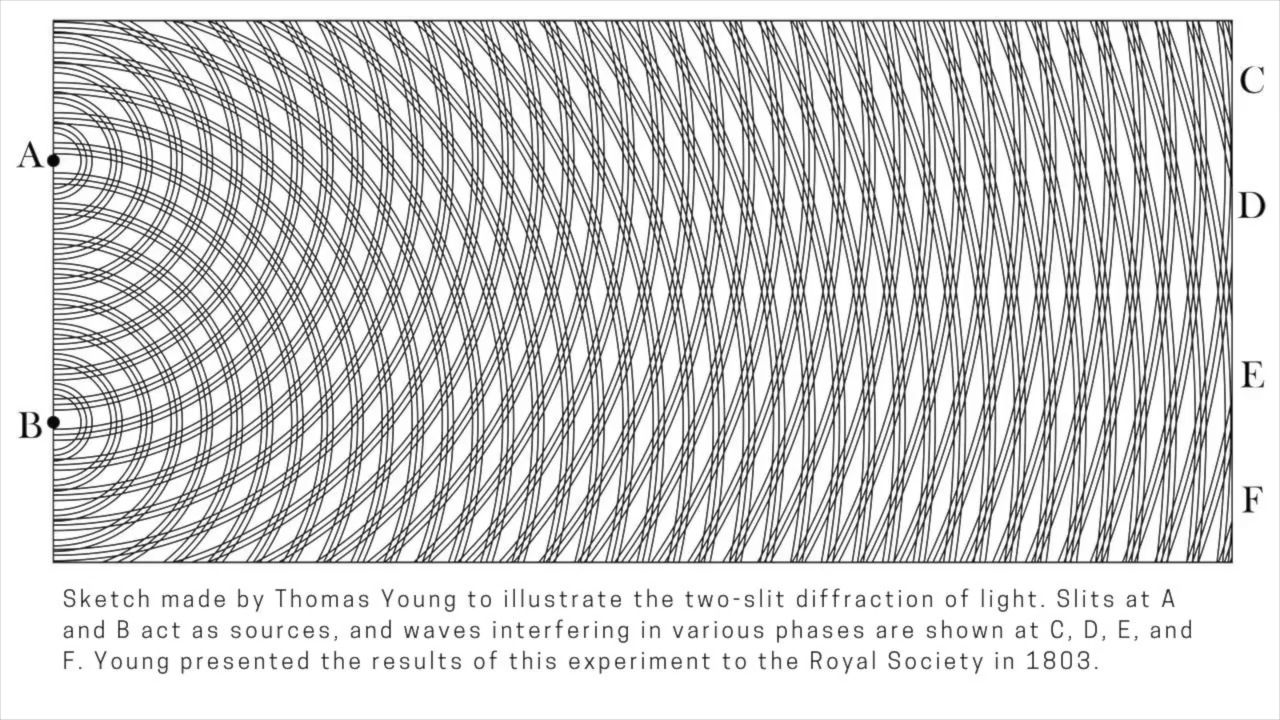 C
A
D
E
B
F
Sketch made by Thomas Young to illustrate the two-slit diffraction of light. Slits at A
and B act as sources, and waves interfering in various phases are shown at C, D, E, and
F. Young presented the results of this experiment to the Royal Society in 1803.